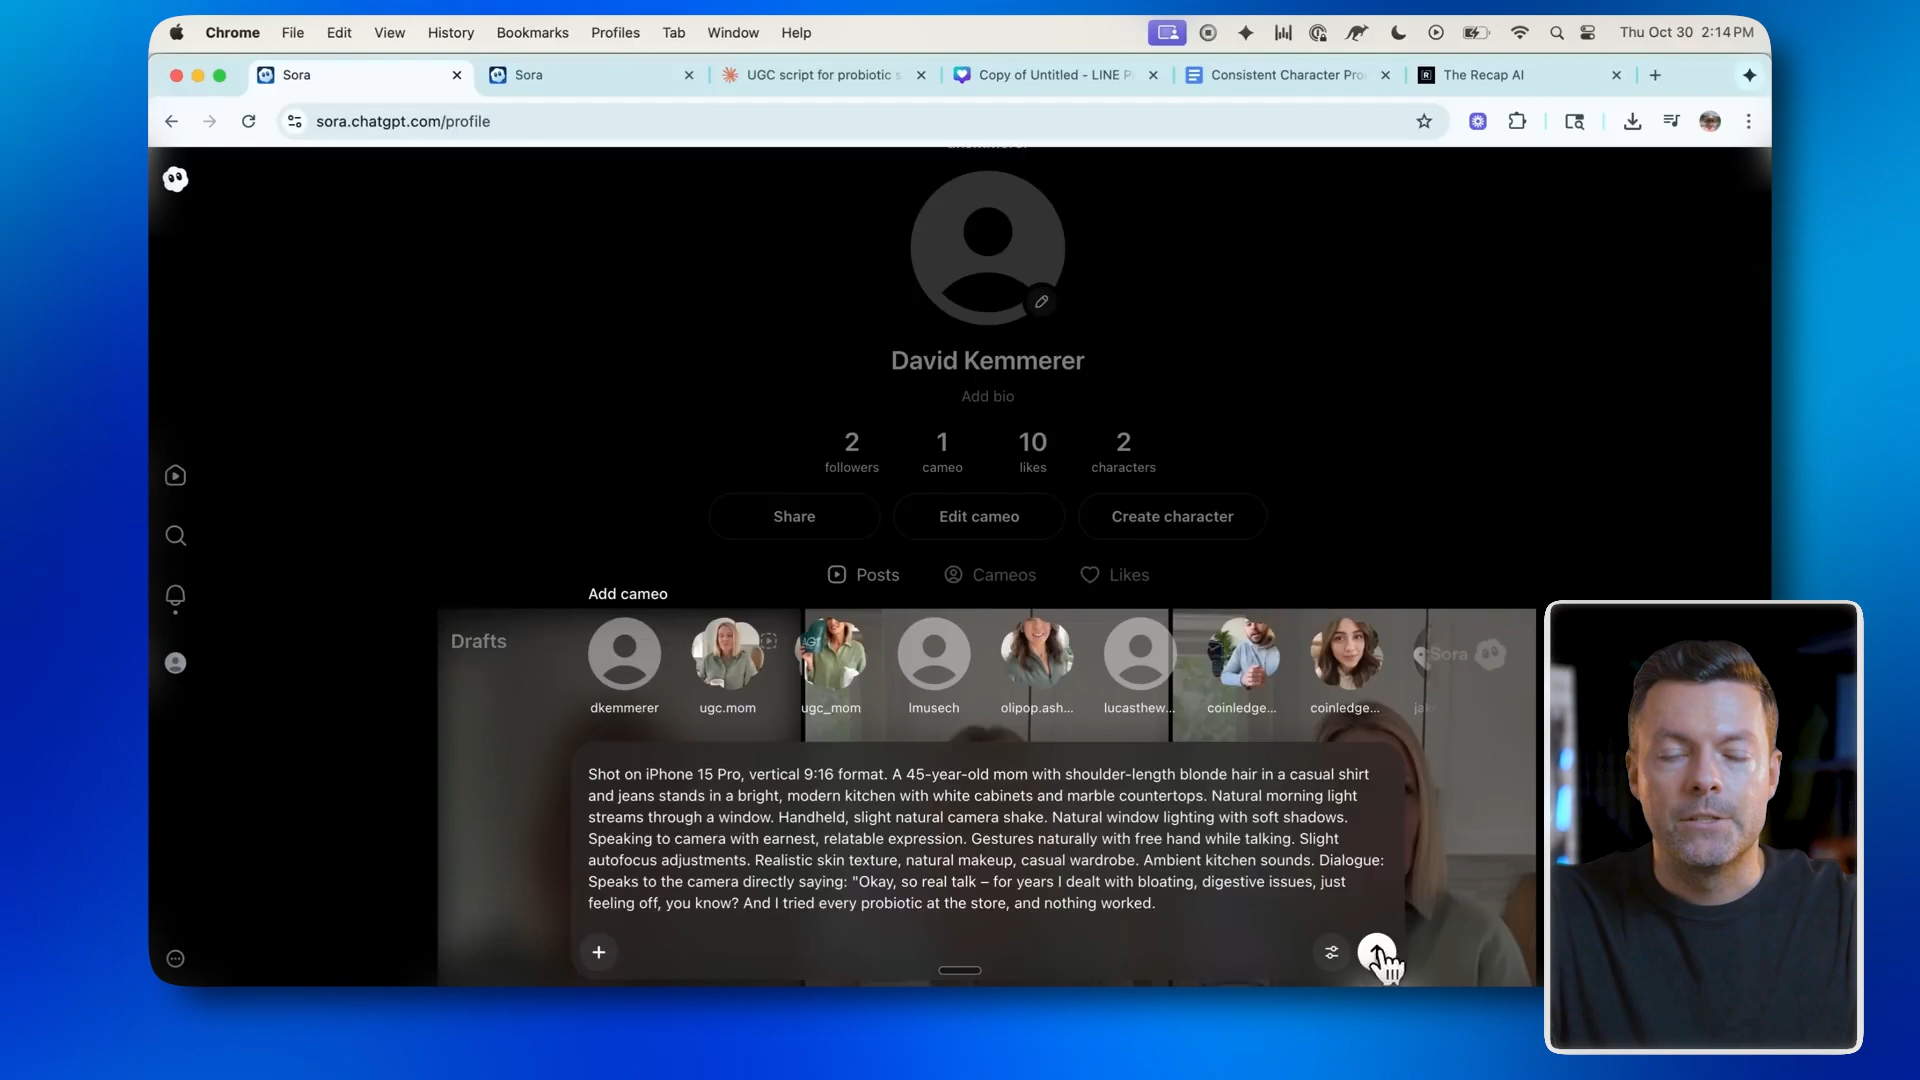 Chrome File Edit View History Bookmarks Profiles Tab Window Help Thu Oct 30 2:14 PM
Sora Sora UGC script for probiotic s Copy of Untitled - LINE P Consistent Character Pro The Recap AI
sora.chatgpt.com/profile
David Kemmerer
Add bio
2 1 10 2
followers cameo likes characters
Share Edit cameo Create character
Posts Cameos Likes
Add cameo
Drafts
Sora
dkemmerer ugc.mom ugc_mom lmusech olipop.ash... lucasthew... coinledge... coinledge...
Shot on iPhone 15 Pro, vertical 9:16 format. A 45-year-old mom with shoulder-length blonde hair in a casual shirt
and jeans stands in a bright, modern kitchen with white cabinets and marble countertops. Natural morning light
streams through a window. Handheld, slight natural camera shake. Natural window lighting with soft shadows.
Speaking to camera with earnest, relatable expression. Gestures naturally with free hand while talking. Slight
autofocus adjustments. Realistic skin texture, natural makeup, casual wardrobe. Ambient kitchen sounds. Dialogue:
Speaks to the camera directly saying: "Okay, so real talk – for years I dealt with bloating, digestive issues, just
feeling off, you know? And I tried every probiotic at the store, and nothing worked.